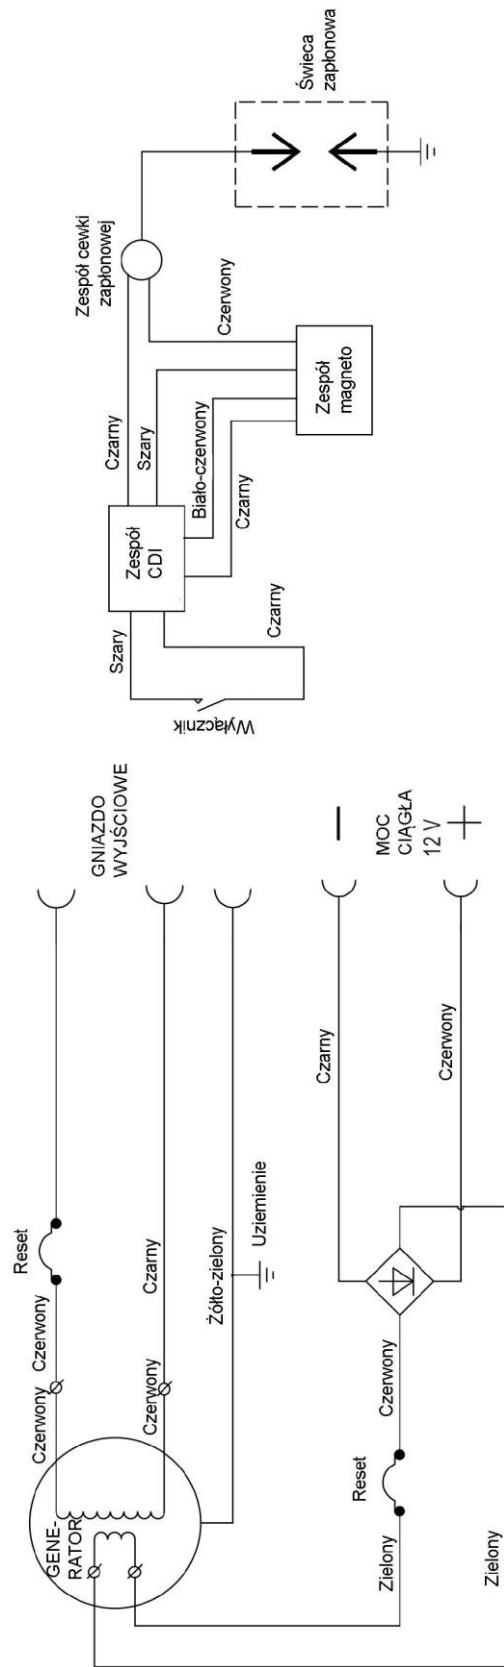 GENE-
RATOR
Czerwony
Czerwony
Reset
Czerwony
Czarny
GNIAZDO
WYJŚCIOWE
Żółto-zielony
Uziemienie
Zielony
Reset
Czerwony
Czarny
Czerwony
MOC
CIĄGŁA
12 V
Zielony
Wyłącznik
Szary
Czarny
Zespół
CDI
Czarny
Szary
Biało-czerwony
Czarny
Zespół cewki
zapłonowej
Czerwony
Zespół
magneto
Świeca
zapłonowa